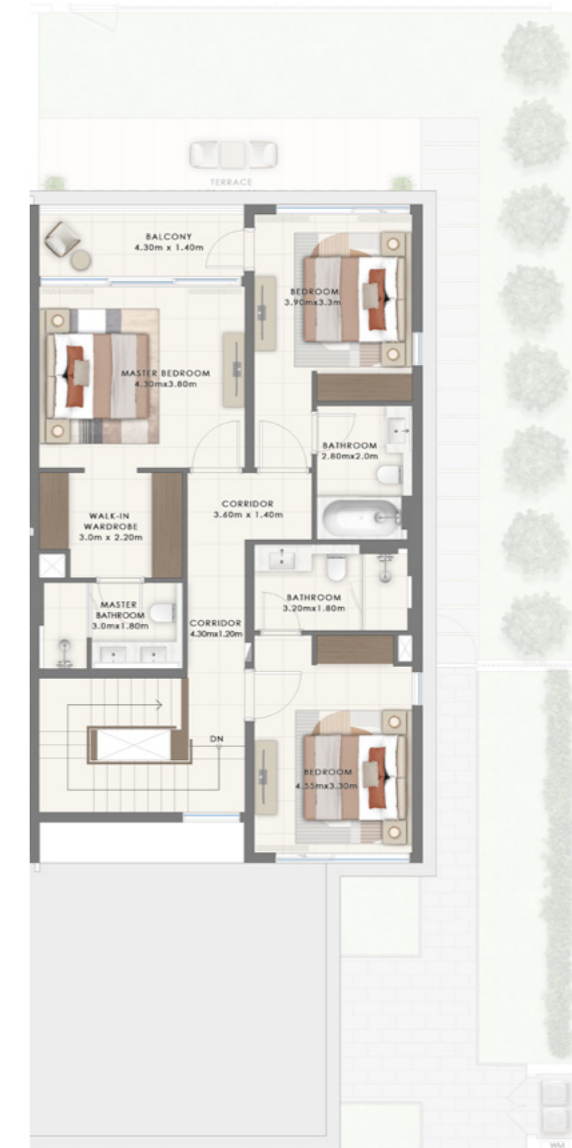 TERRACE
BALCONY
4.30m x 1.40m
BEDROOM
3.90mx3.3m
MASTER BEDROOM
4.30mx3.80m
BATHROOM
2.80mx2.0m
CORRIDOR
3.60m x 1.40m
WALK-IN
WARDROBE
3.0m x 2.20m
BATHROOM
3.20mx1.80m
MASTER
BATHROOM
3.0mx1.80m
CORRIDOR
4.30mx1.20m
DN
BEDROOM
4.55mx3.30m
WM